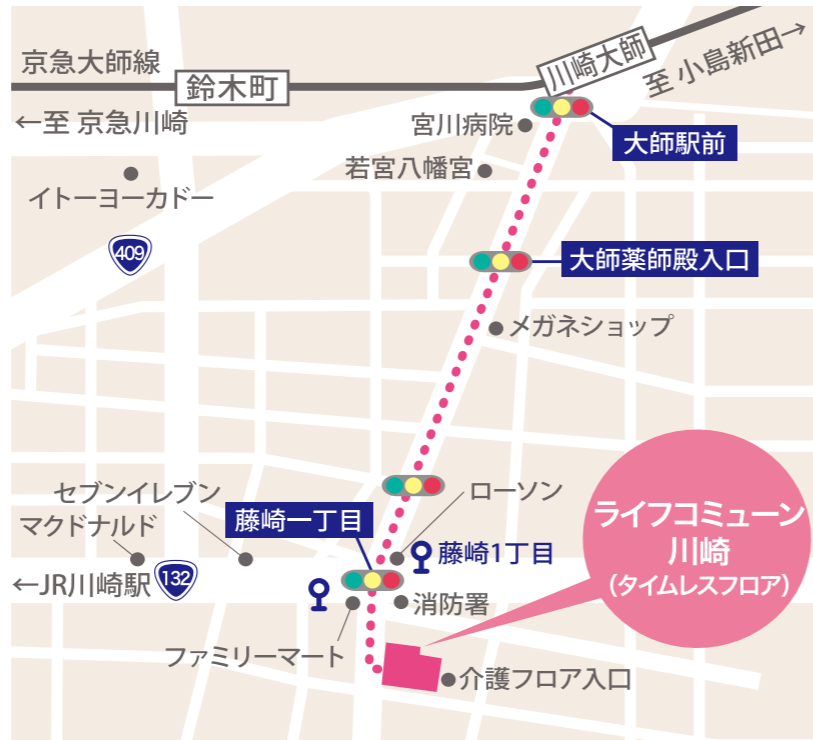 京急大師線
鈴木町
川崎大師
至 小島新田→
←至 京急川崎
宮川病院
大師駅前
若宮八幡宮
イトーヨーカドー
409
大師薬師殿入口
メガネショップ
セブンイレブン
マクドナルド
藤崎一丁目
ローソン
ライフコミューン
川崎
(タイムレスフロア)
藤崎1丁目
←JR川崎駅
132
消防署
ファミリーマート
介護フロア入口